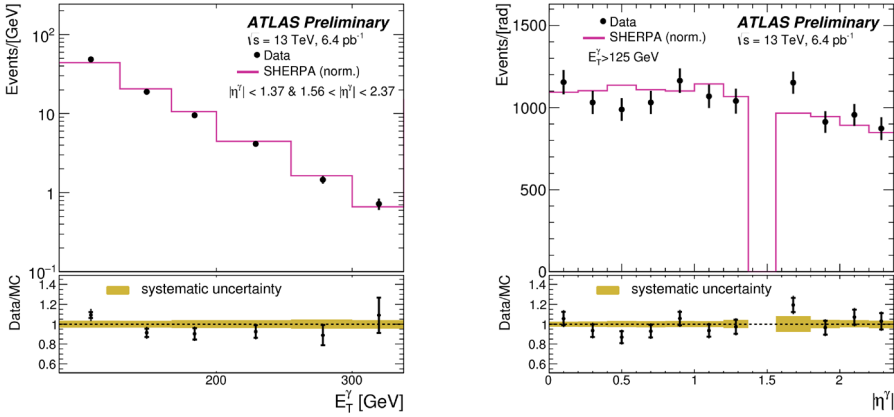 Events/[GeV]
10²
10
1
10⁻¹
ATLAS Preliminary
√s = 13 TeV, 6.4 pb⁻¹
Data
SHERPA (norm.)
|η^γ| < 1.37 & 1.56 < |η^γ| < 2.37
Data/MC
1.4
1.2
1
0.8
0.6
systematic uncertainty
200
300
E_T^γ [GeV]
Events/[rad]
1500
1000
500
0
Data
SHERPA (norm.)
E_T^γ>125 GeV
ATLAS Preliminary
√s = 13 TeV, 6.4 pb⁻¹
Data/MC
1.4
1.2
1
0.8
0.6
systematic uncertainty
0
0.5
1
1.5
2
|η^γ|